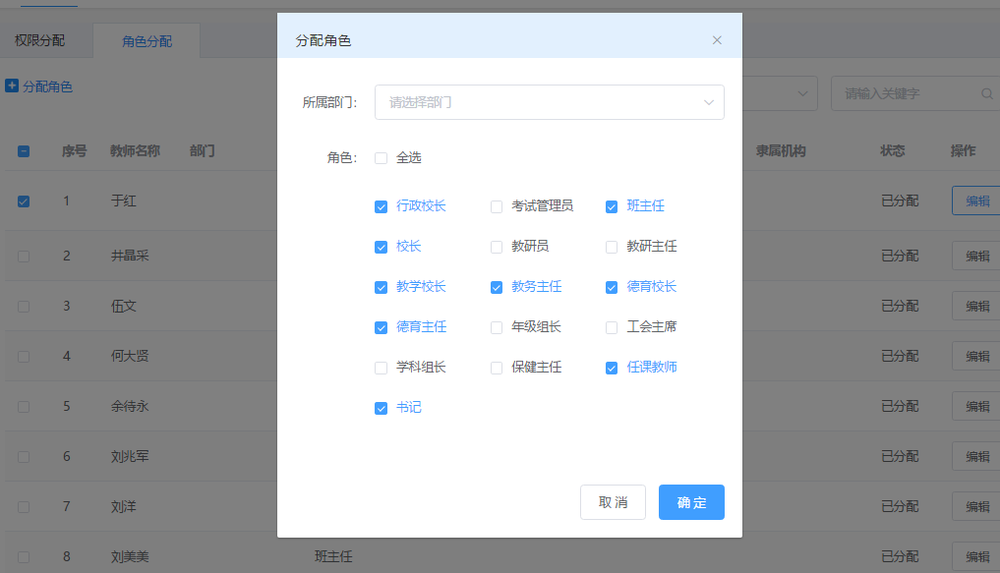 权限分配 角色分配
分配角色
请输入关键字
序号 教师名称 部门 隶属机构 状态 操作
1 于红 已分配 编辑
2 井晶采 已分配 编辑
3 伍文 已分配 编辑
4 何大贤 已分配 编辑
5 余待永 已分配 编辑
6 刘兆军 已分配 编辑
7 刘洋 已分配 编辑
8 刘美美 班主任 已分配 编辑
分配角色
所属部门: 请选择部门
角色: 全选
行政校长 考试管理员 班主任
校长 教研员 教研主任
教学校长 教务主任 德育校长
德育主任 年级组长 工会主席
学科组长 保健主任 任课教师
书记
取消 确定